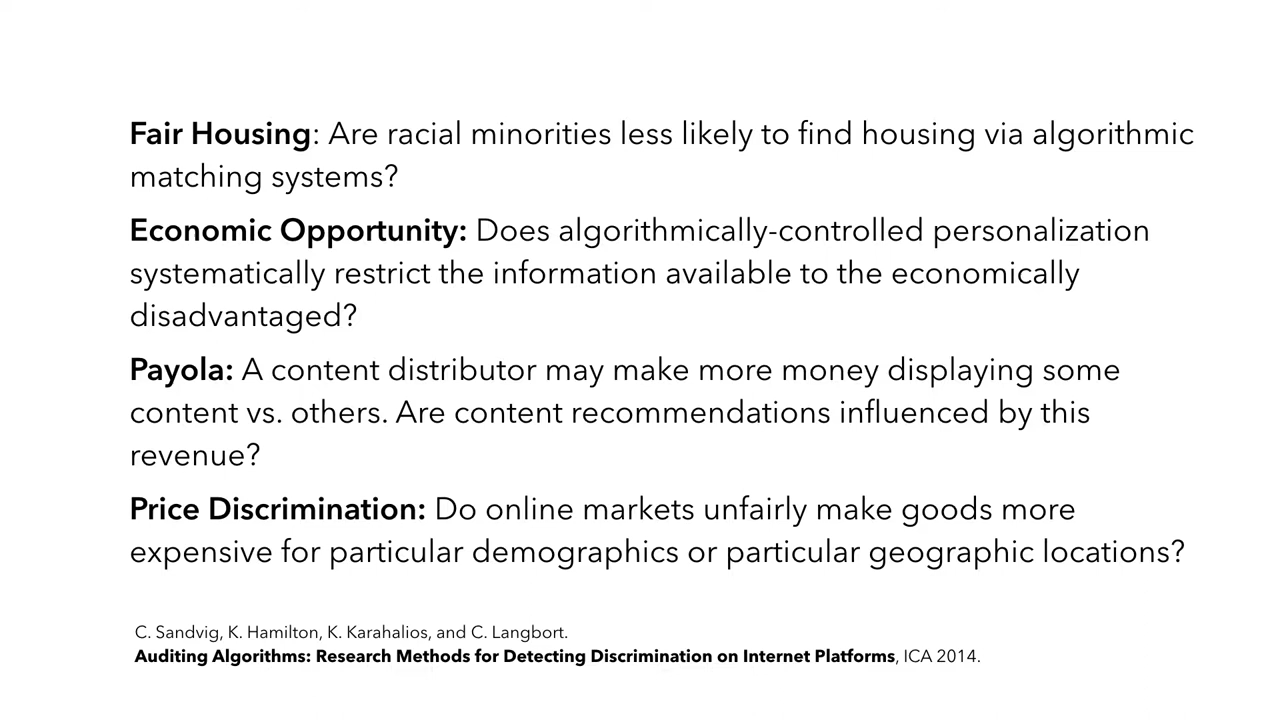 Fair Housing: Are racial minorities less likely to find housing via algorithmic
matching systems?
Economic Opportunity: Does algorithmically-controlled personalization
systematically restrict the information available to the economically
disadvantaged?
Payola: A content distributor may make more money displaying some
content vs. others. Are content recommendations influenced by this
revenue?
Price Discrimination: Do online markets unfairly make goods more
expensive for particular demographics or particular geographic locations?
C. Sandvig, K. Hamilton, K. Karahalios, and C. Langbort.
Auditing Algorithms: Research Methods for Detecting Discrimination on Internet Platforms, ICA 2014.